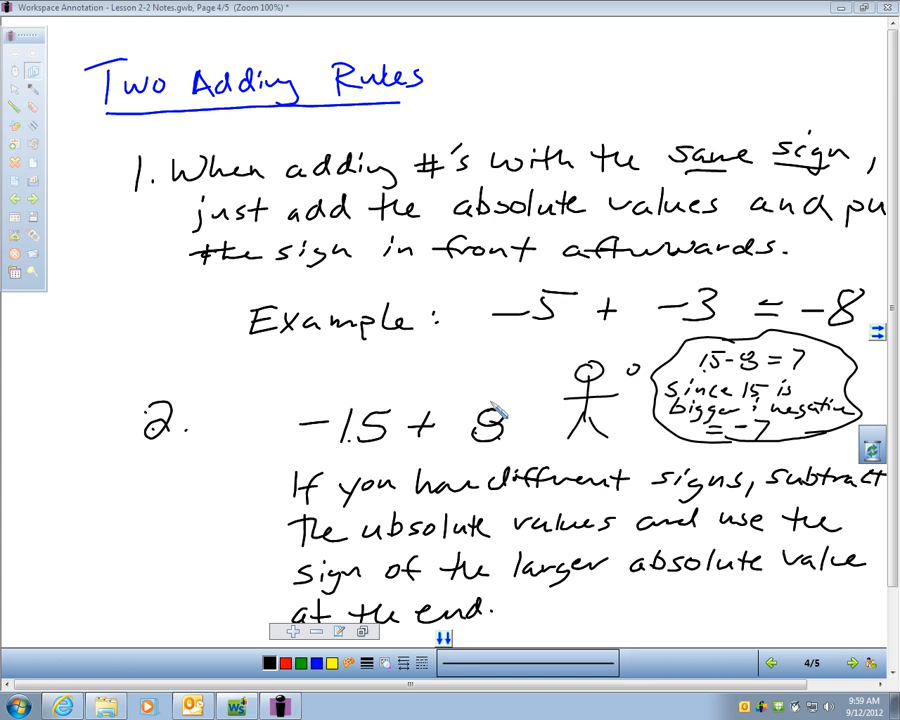 Workspace Annotation - Lesson 2-2 Notes.gwb, Page 4/5 (Zoom 100%) *
Two Adding Rules
1. When adding #'s with the same sign,
just add the absolute values and pu
the sign in front afterwards.
Example: -5 + -3 = -8
15-8=7
since 15 is
bigger & negative
= -7
2. -15 + 8
If you have different signs, subtract
the absolute values and use the
sign of the larger absolute value
at the end.
4/5
9:59 AM
9/12/2012